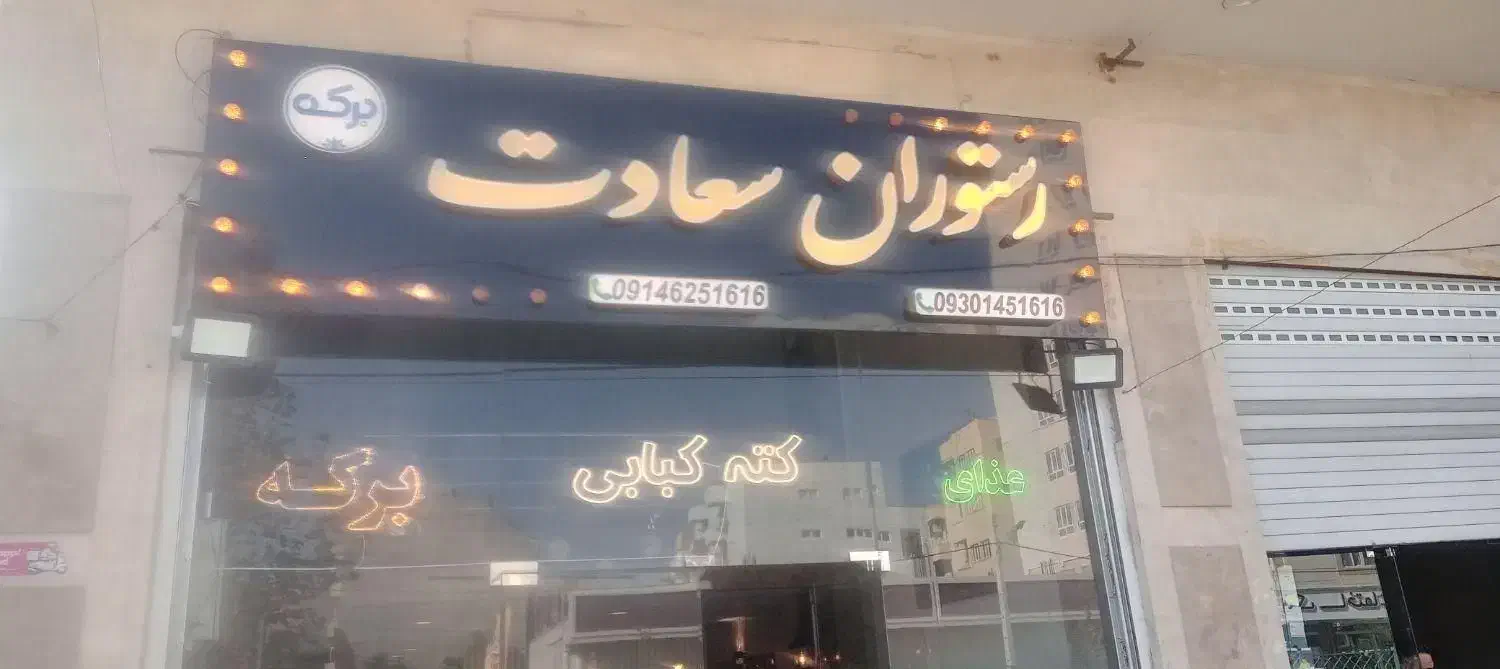 برکه
رستوران سعادت
09146251616
09301451616
غذای
کته کبابی
برکه